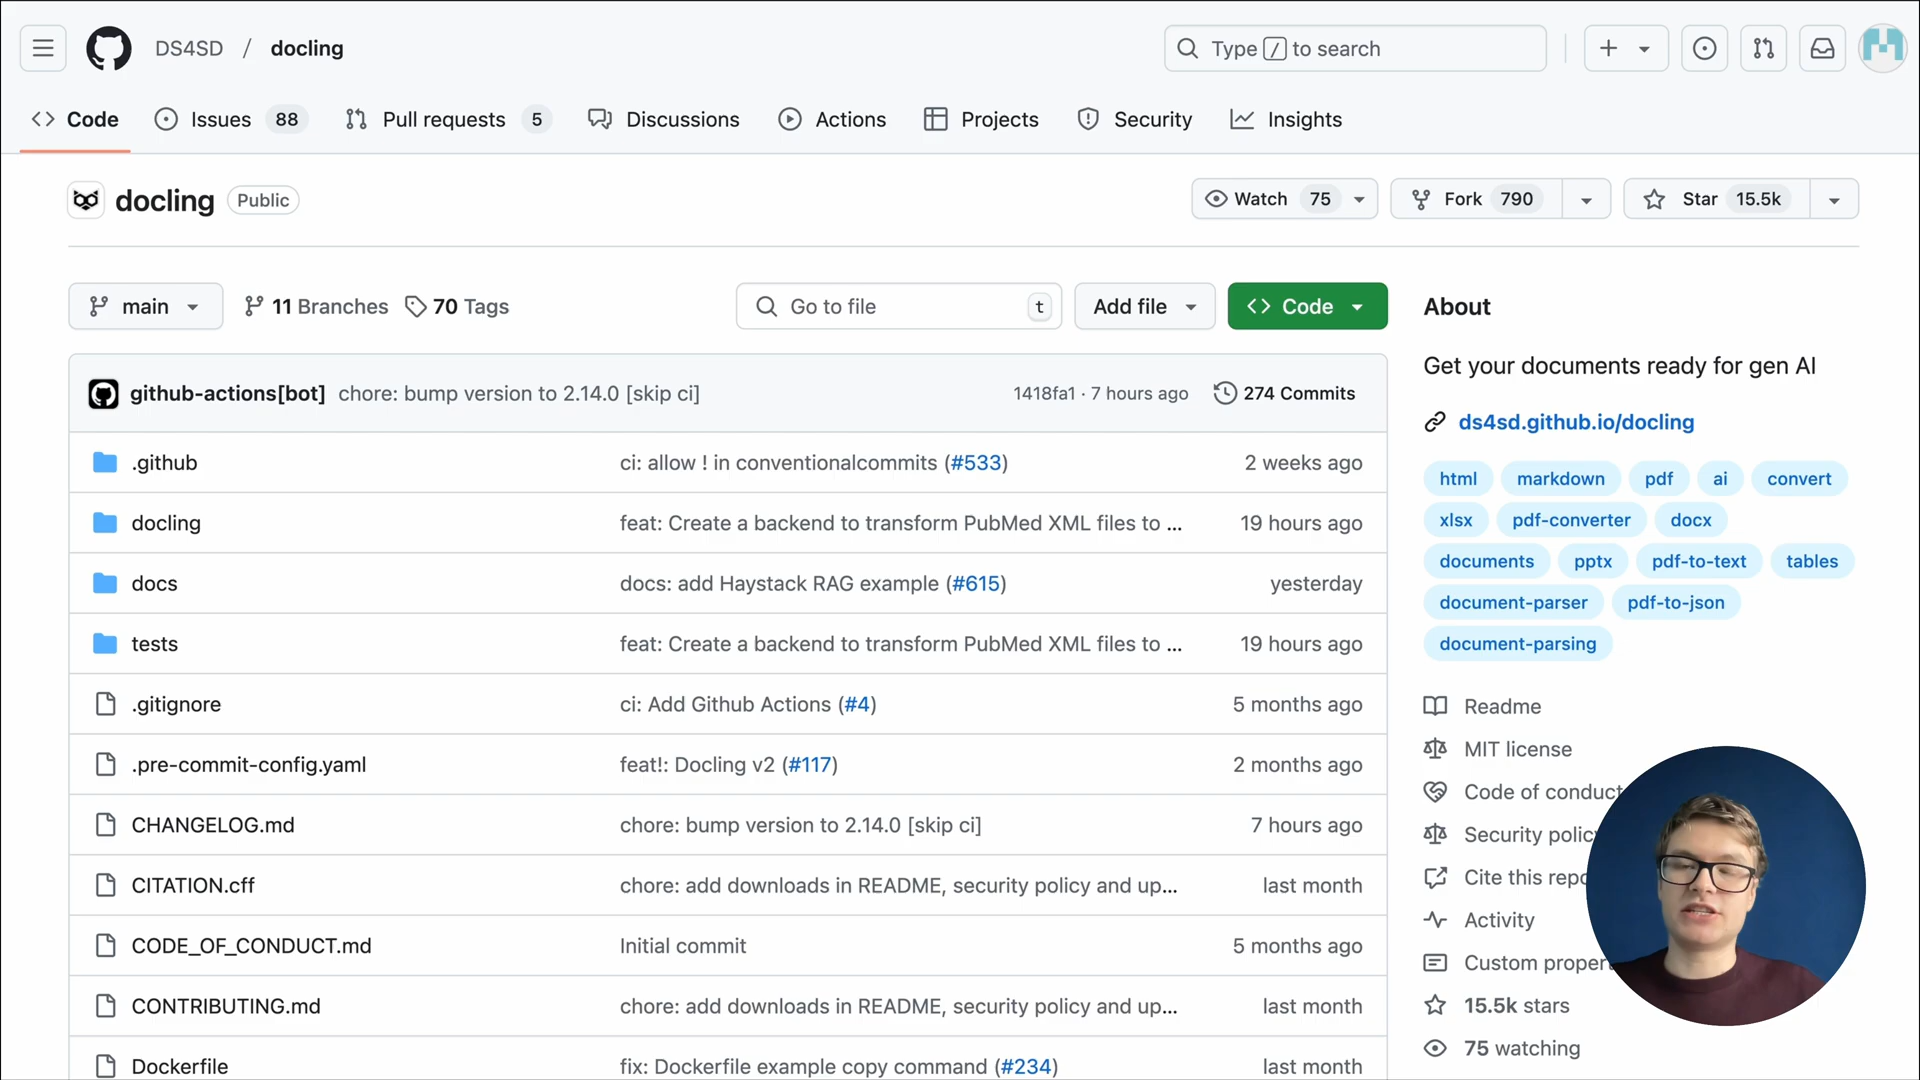 DS4SD / docling
Type / to search
Code
Issues 88
Pull requests 5
Discussions
Actions
Projects
Security
Insights
docling Public
Watch 75
Fork 790
Star 15.5k
main
11 Branches
70 Tags
Go to file t
Add file
Code
github-actions[bot] chore: bump version to 2.14.0 [skip ci] 1418fa1 · 7 hours ago 274 Commits
.github ci: allow ! in conventionalcommits (#533) 2 weeks ago
docling feat: Create a backend to transform PubMed XML files to ... 19 hours ago
docs docs: add Haystack RAG example (#615) yesterday
tests feat: Create a backend to transform PubMed XML files to ... 19 hours ago
.gitignore ci: Add Github Actions (#4) 5 months ago
.pre-commit-config.yaml feat!: Docling v2 (#117) 2 months ago
CHANGELOG.md chore: bump version to 2.14.0 [skip ci] 7 hours ago
CITATION.cff chore: add downloads in README, security policy and up... last month
CODE_OF_CONDUCT.md Initial commit 5 months ago
CONTRIBUTING.md chore: add downloads in README, security policy and up... last month
Dockerfile fix: Dockerfile example copy command (#234) last month
About
Get your documents ready for gen AI
ds4sd.github.io/docling
html markdown pdf ai convert
xlsx pdf-converter docx
documents pptx pdf-to-text tables
document-parser pdf-to-json
document-parsing
Readme
MIT license
Code of conduct
Security policy
Cite this repo
Activity
Custom proper
15.5k stars
75 watching